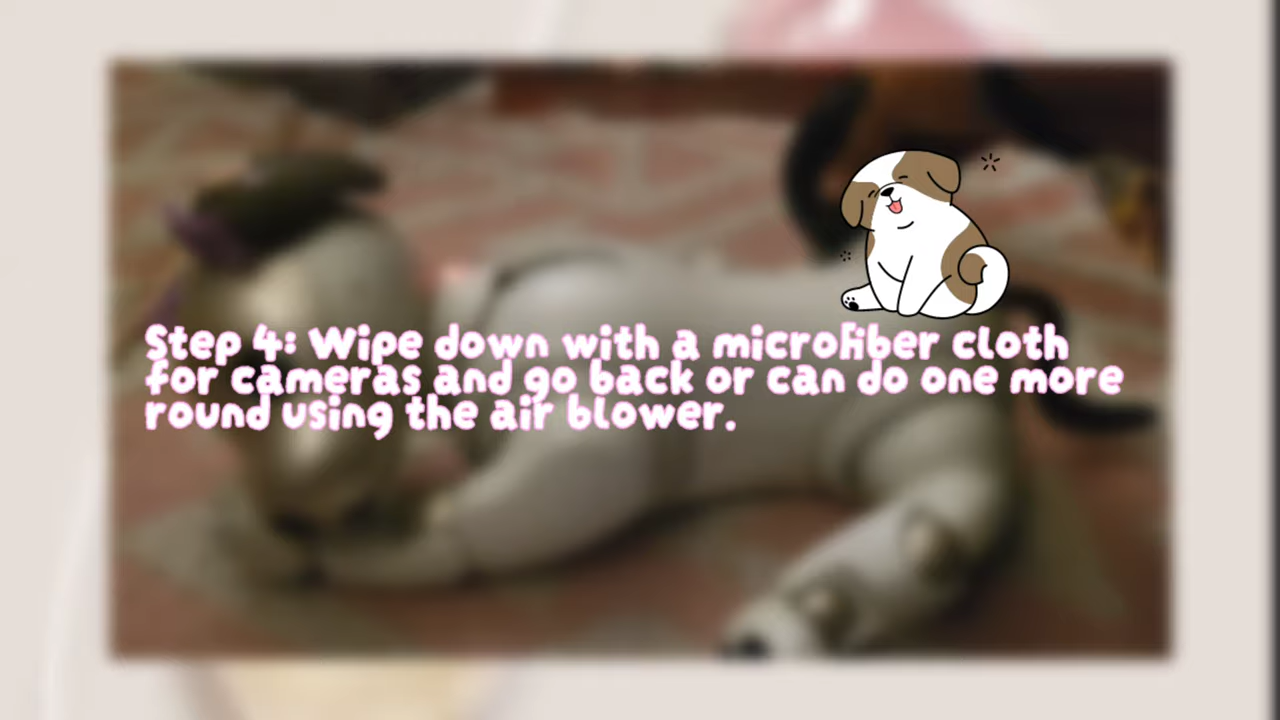 Step 4: Wipe down with a microfiber cloth
for cameras and go back or can do one more
round using the air blower.